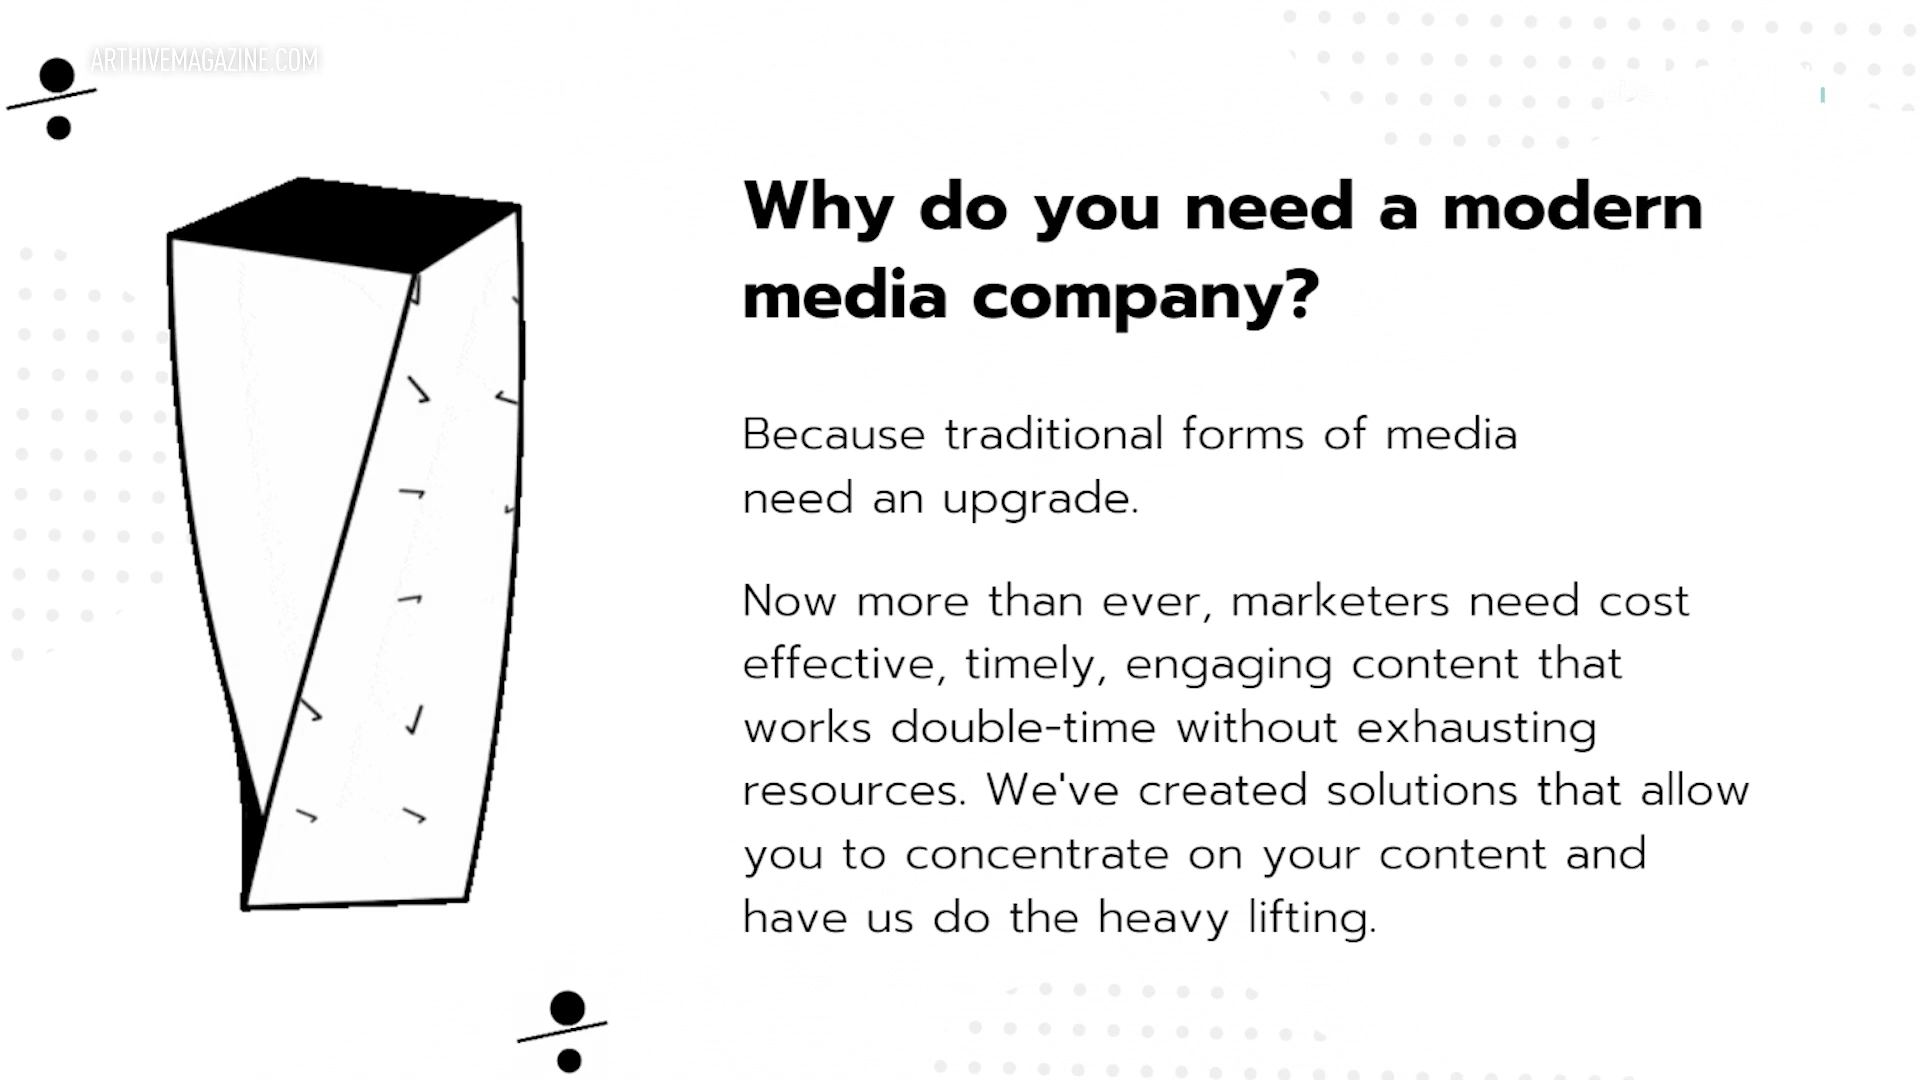 ARTHIVEMAGAZINE.COM
Why do you need a modern
media company?
Because traditional forms of media
need an upgrade.
Now more than ever, marketers need cost
effective, timely, engaging content that
works double-time without exhausting
resources. We've created solutions that allow
you to concentrate on your content and
have us do the heavy lifting.